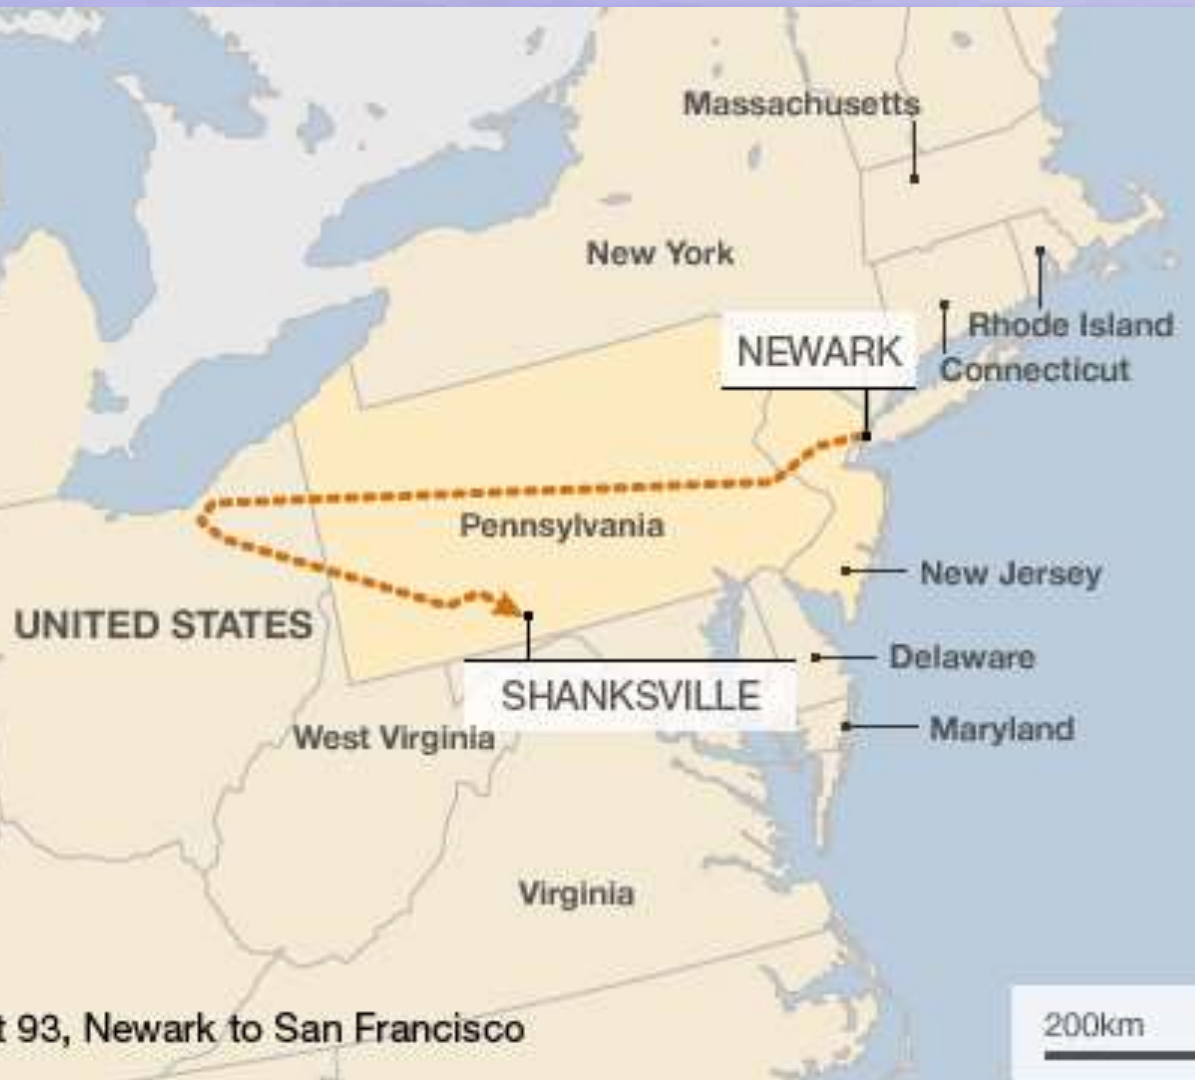 Massachusetts
New York
Rhode Island
NEWARK
Connecticut
Pennsylvania
New Jersey
UNITED STATES
Delaware
SHANKSVILLE
Maryland
West Virginia
Virginia
t 93, Newark to San Francisco
200km